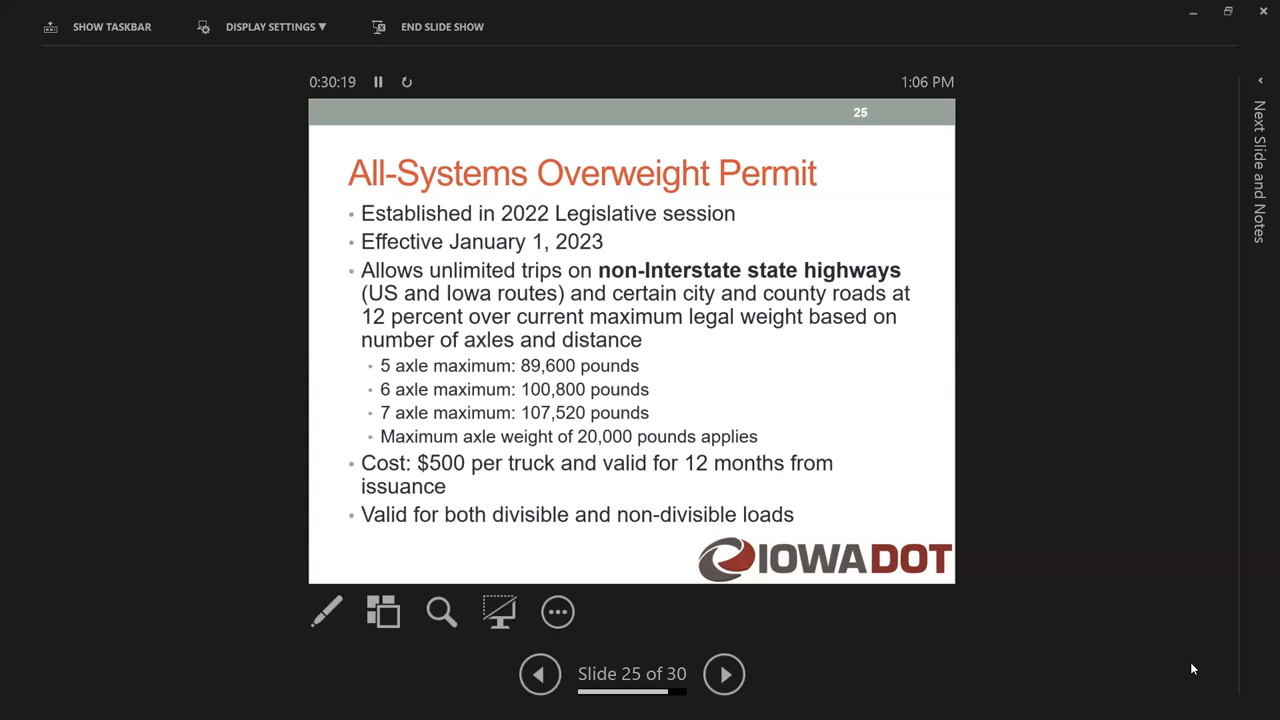 SHOW TASKBAR
DISPLAY SETTINGS ▼
END SLIDE SHOW
0:30:19
1:06 PM
25
All-Systems Overweight Permit
• Established in 2022 Legislative session
• Effective January 1, 2023
• Allows unlimited trips on non-Interstate state highways
(US and Iowa routes) and certain city and county roads at
12 percent over current maximum legal weight based on
number of axles and distance
• 5 axle maximum: 89,600 pounds
• 6 axle maximum: 100,800 pounds
• 7 axle maximum: 107,520 pounds
• Maximum axle weight of 20,000 pounds applies
• Cost: $500 per truck and valid for 12 months from
issuance
• Valid for both divisible and non-divisible loads
IOWADOT
Slide 25 of 30
Next Slide and Notes